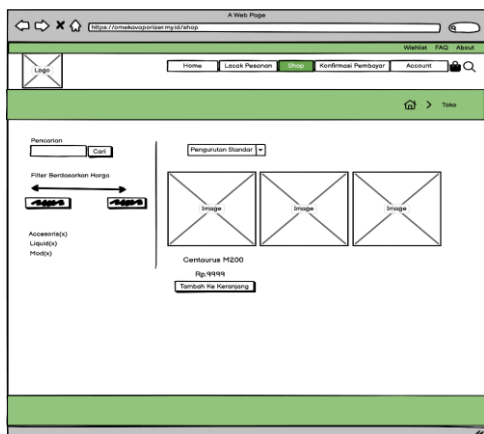 A Web Page
https://omekavaporizer.my.id/shop
Wishlist FAQ About
Logo
Home Lacak Pesanan Shop Konfirmasi Pembayar Account
Toko
Pencarian
Cari
Pengurutan Standar
Filter Berdasarkan Harga
Image Image Image
Accesoris(x)
Liquid(x)
Mod(x)
Centaurus M200
Rp.9999
Tambah Ke Keranjang